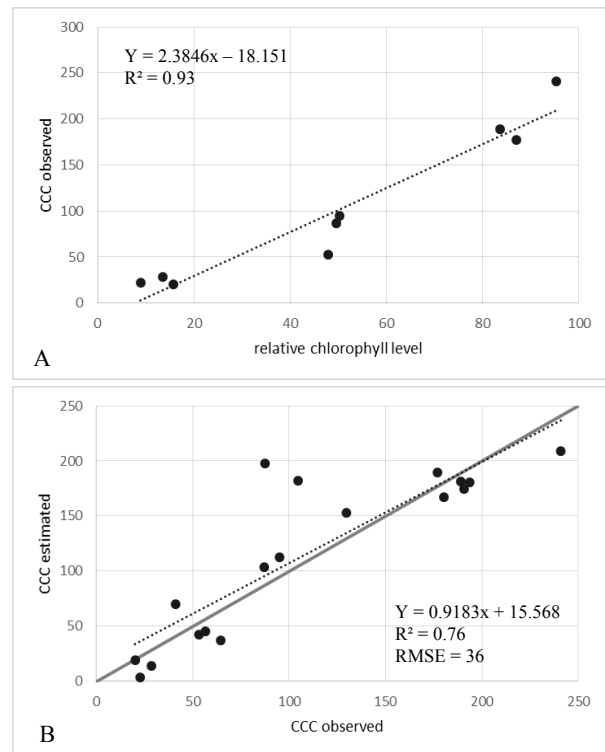 300
Y = 2.3846x – 18.151
R² = 0.93
250
200
150
100
50
0
CCC observed
0 20 40 60 80 100
relative chlorophyll level
A
250
200
150
100
50
0
CCC estimated
Y = 0.9183x + 15.568
R² = 0.76
RMSE = 36
0 50 100 150 200 250
CCC observed
B